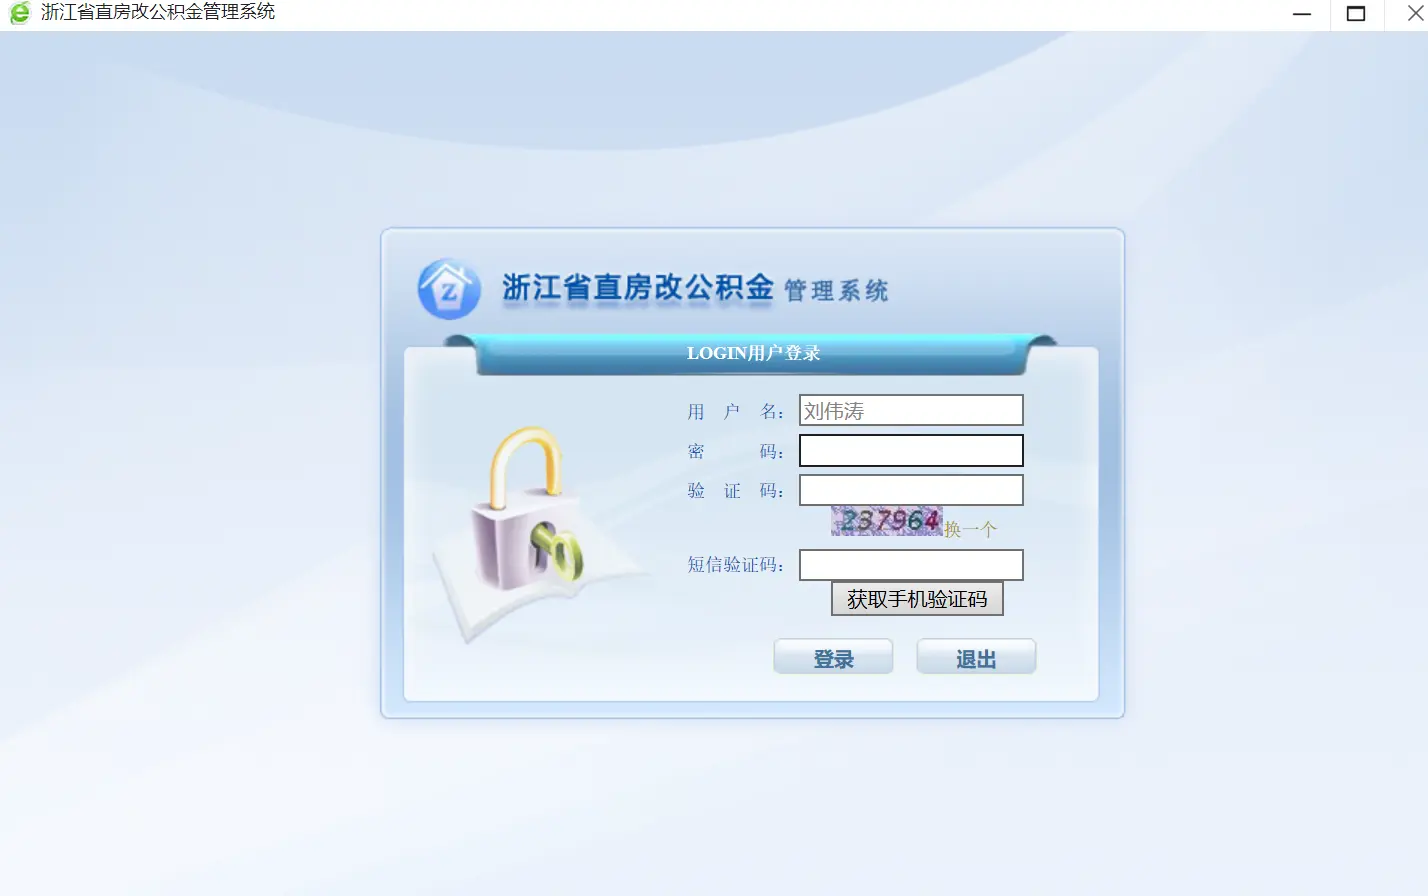 浙江省直房改公积金管理系统
浙江省直房改公积金 管理系统
LOGIN用户登录
用 户 名： 刘伟涛
密 码：
验 证 码：
237964 换一个
短信验证码：
获取手机验证码
登录 退出